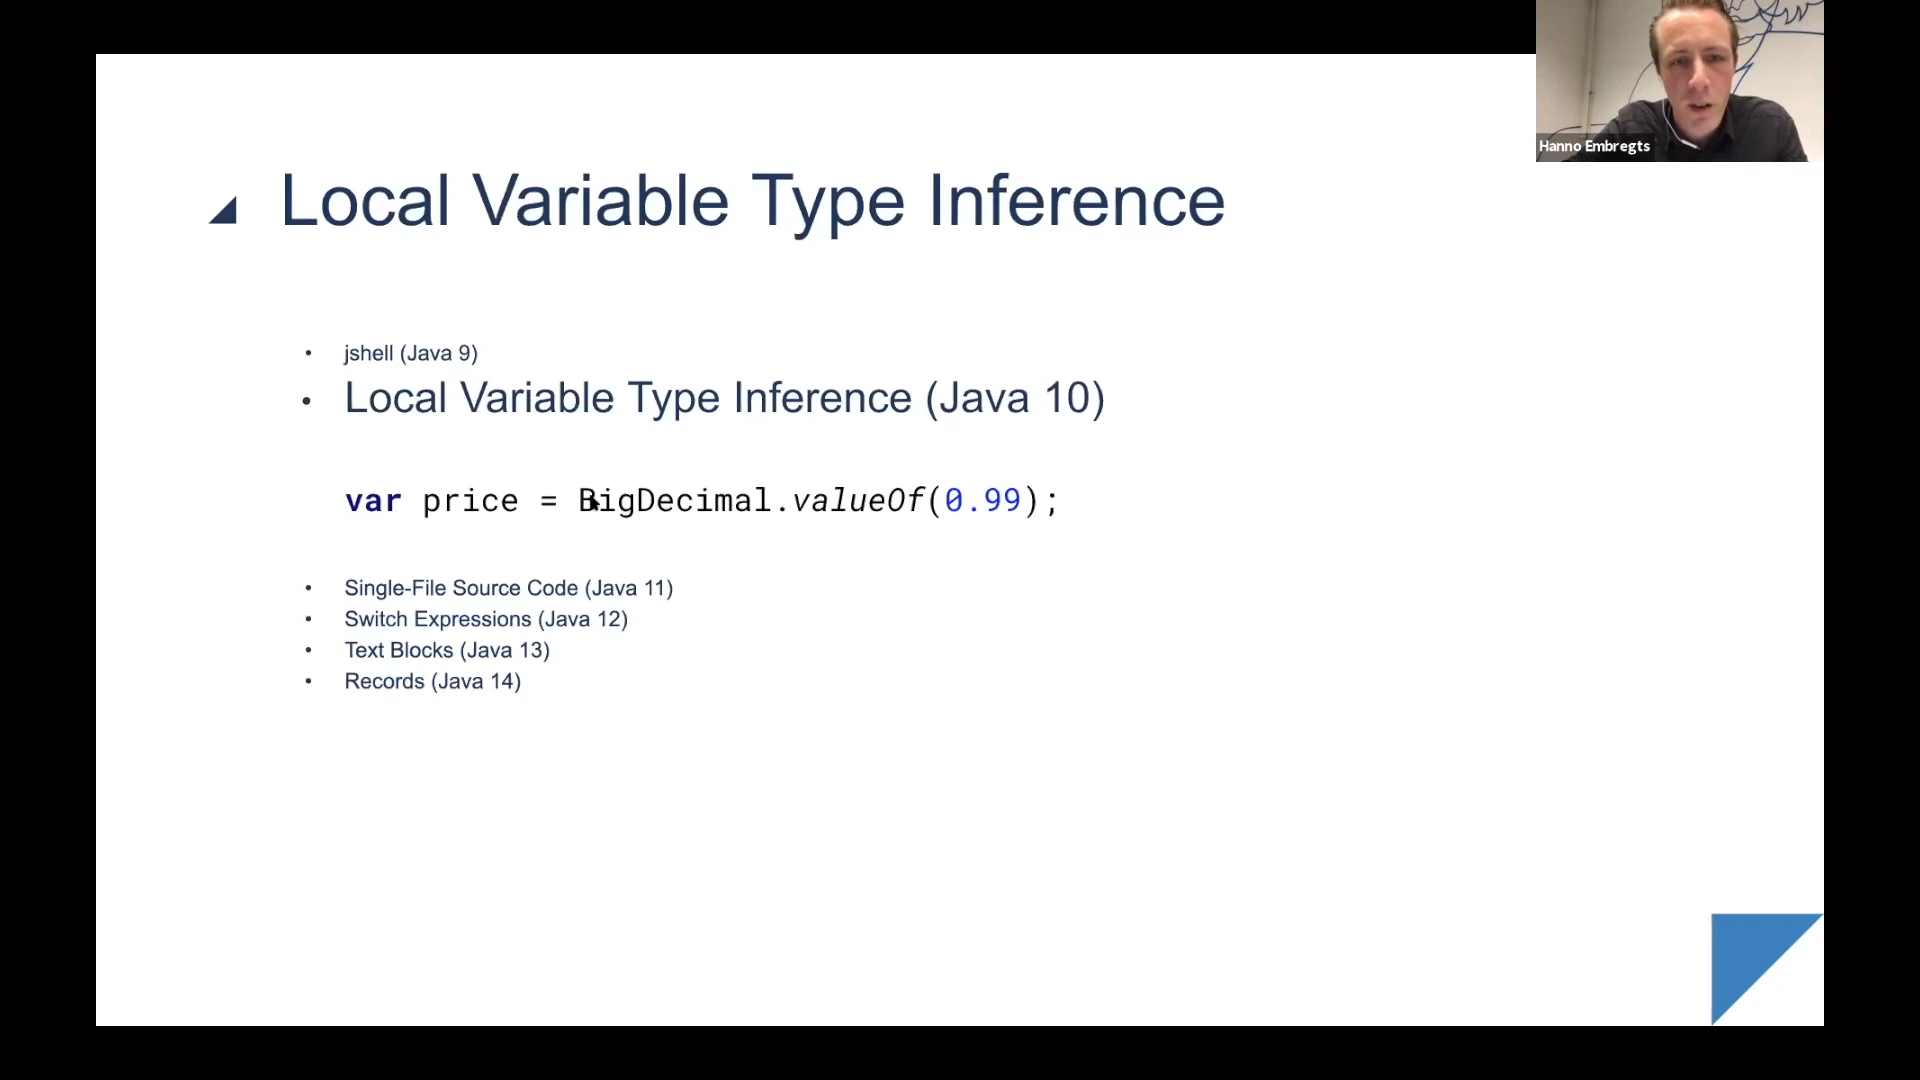 Hanno Embregts
Local Variable Type Inference
• jshell (Java 9)
• Local Variable Type Inference (Java 10)
var price = BigDecimal.valueOf(0.99);
• Single-File Source Code (Java 11)
• Switch Expressions (Java 12)
• Text Blocks (Java 13)
• Records (Java 14)